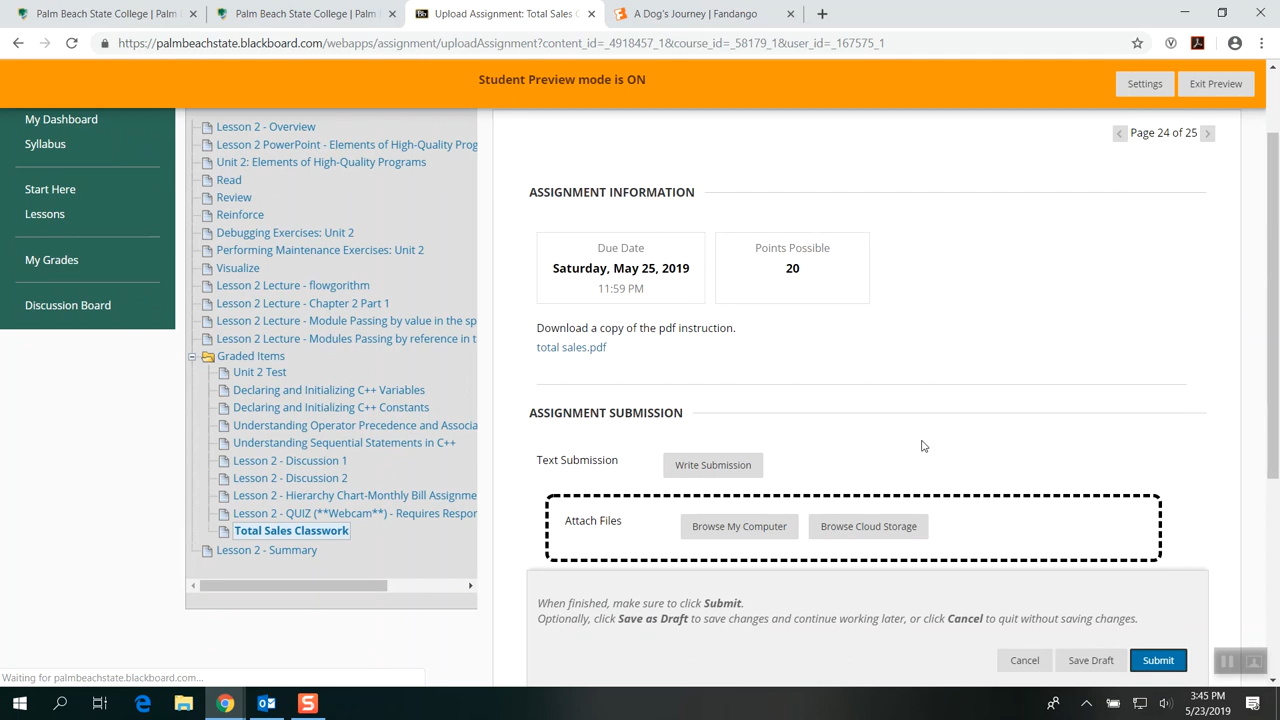 Palm Beach State College | Palm
Palm Beach State College | Palm
Bb
Upload Assignment: Total Sales C
A Dog's Journey | Fandango
https://palmbeachstate.blackboard.com/webapps/assignment/uploadAssignment?content_id=_4918457_1&course_id=_58179_1&user_id=_167575_1
Student Preview mode is ON
Settings
Exit Preview
My Dashboard
Syllabus
Start Here
Lessons
My Grades
Discussion Board
Lesson 2 - Overview
Lesson 2 PowerPoint - Elements of High-Quality Prog
Unit 2: Elements of High-Quality Programs
Read
Review
Reinforce
Debugging Exercises: Unit 2
Performing Maintenance Exercises: Unit 2
Visualize
Lesson 2 Lecture - flowgorithm
Lesson 2 Lecture - Chapter 2 Part 1
Lesson 2 Lecture - Module Passing by value in the sp
Lesson 2 Lecture - Modules Passing by reference in t
Graded Items
Unit 2 Test
Declaring and Initializing C++ Variables
Declaring and Initializing C++ Constants
Understanding Operator Precedence and Associa
Understanding Sequential Statements in C++
Lesson 2 - Discussion 1
Lesson 2 - Discussion 2
Lesson 2 - Hierarchy Chart-Monthly Bill Assignme
Lesson 2 - QUIZ (**Webcam**) - Requires Respor
Total Sales Classwork
Lesson 2 - Summary
Page 24 of 25
ASSIGNMENT INFORMATION
Due Date
Saturday, May 25, 2019
11:59 PM
Points Possible
20
Download a copy of the pdf instruction.
total sales.pdf
ASSIGNMENT SUBMISSION
Text Submission
Write Submission
Attach Files
Browse My Computer
Browse Cloud Storage
When finished, make sure to click Submit.
Optionally, click Save as Draft to save changes and continue working later, or click Cancel to quit without saving changes.
Cancel
Save Draft
Submit
Waiting for palmbeachstate.blackboard.com...
3:45 PM
5/23/2019